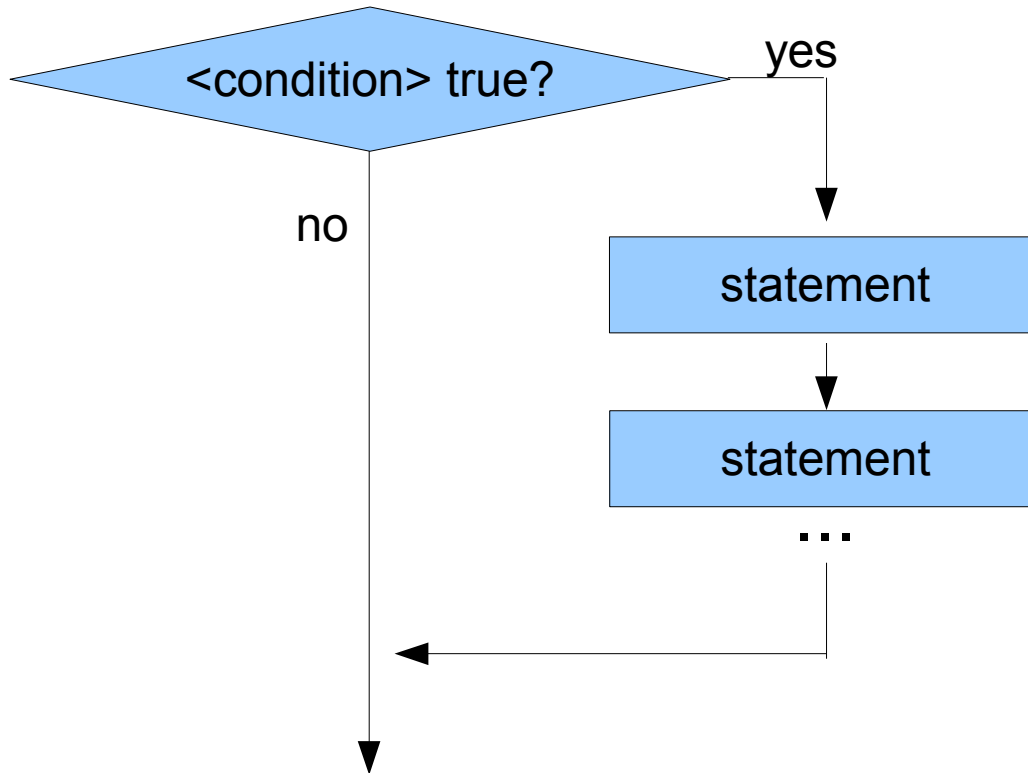 <condition> true?
yes
no
statement
statement
...